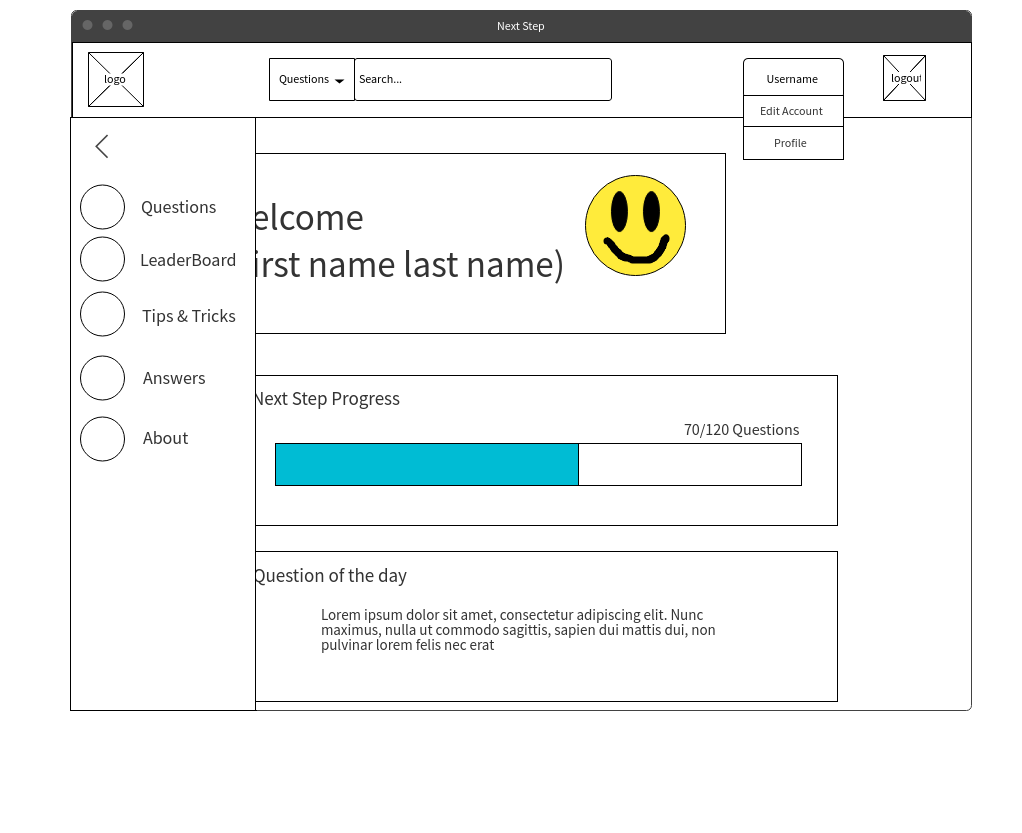 Next Step
logo
Questions
Search...
Username
logout
Edit Account
Profile
Questions
LeaderBoard
Tips & Tricks
Answers
About
elcome
irst name last name)
Next Step Progress
70/120 Questions
Question of the day
Lorem ipsum dolor sit amet, consectetur adipiscing elit. Nunc
maximus, nulla ut commodo sagittis, sapien dui mattis dui, non
pulvinar lorem felis nec erat